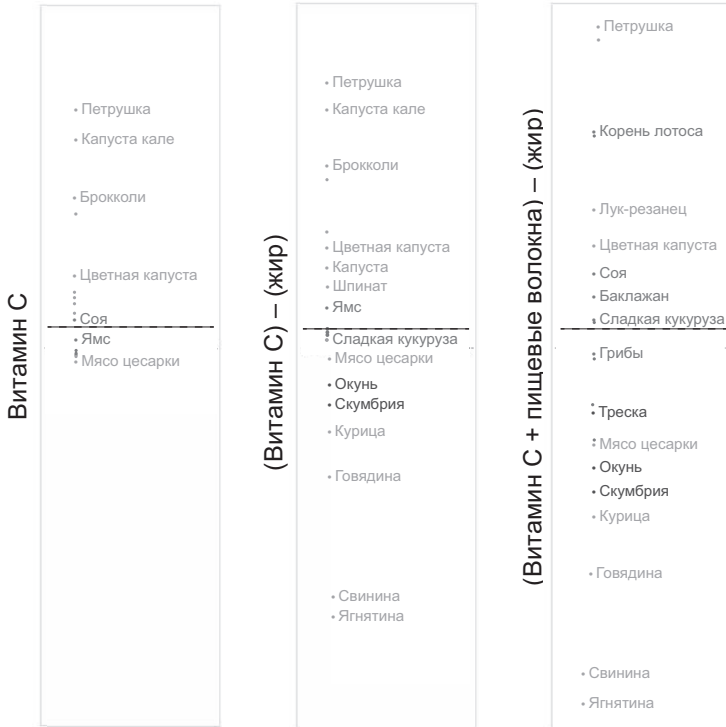 Витамин С
Петрушка
Капуста кале
Брокколи
Цветная капуста
Соя
Ямс
Мясо цесарки
(Витамин С) – (жир)
Петрушка
Капуста кале
Брокколи
Цветная капуста
Капуста
Шпинат
Ямс
Сладкая кукуруза
Мясо цесарки
Окунь
Скумбрия
Курица
Говядина
Свинина
Ягнятина
(Витамин С + пищевые волокна) – (жир)
Петрушка
Корень лотоса
Лук-резанец
Цветная капуста
Соя
Баклажан
Сладкая кукуруза
Грибы
Треска
Мясо цесарки
Окунь
Скумбрия
Курица
Говядина
Свинина
Ягнятина